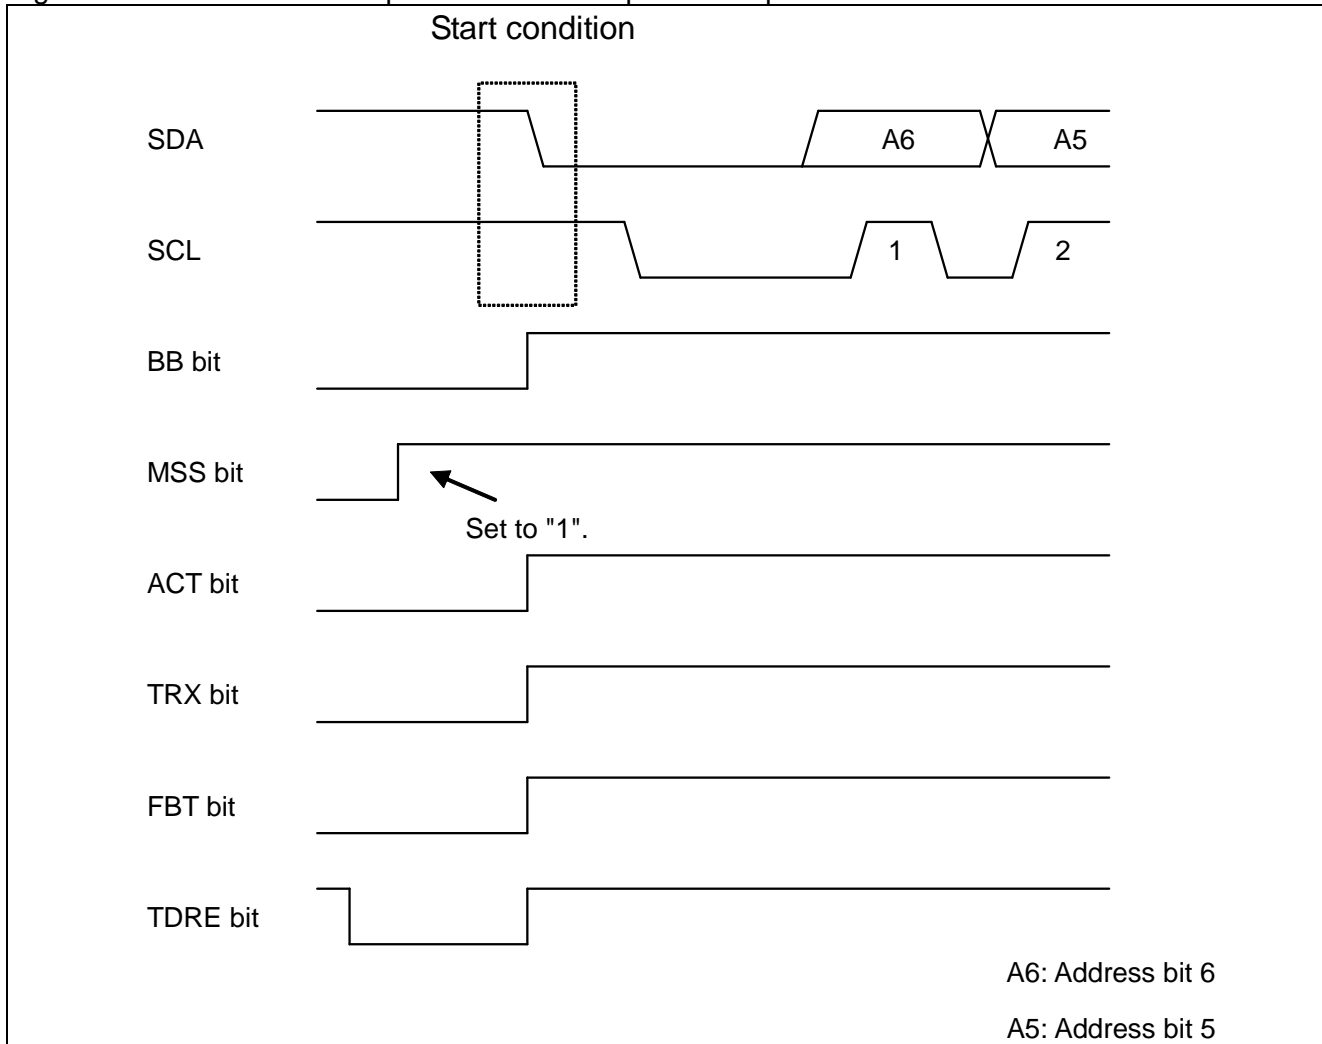 Start condition
SDA
A6
A5
SCL
1
2
BB bit
MSS bit
Set to "1".
ACT bit
TRX bit
FBT bit
TDRE bit
A6: Address bit 6
A5: Address bit 5